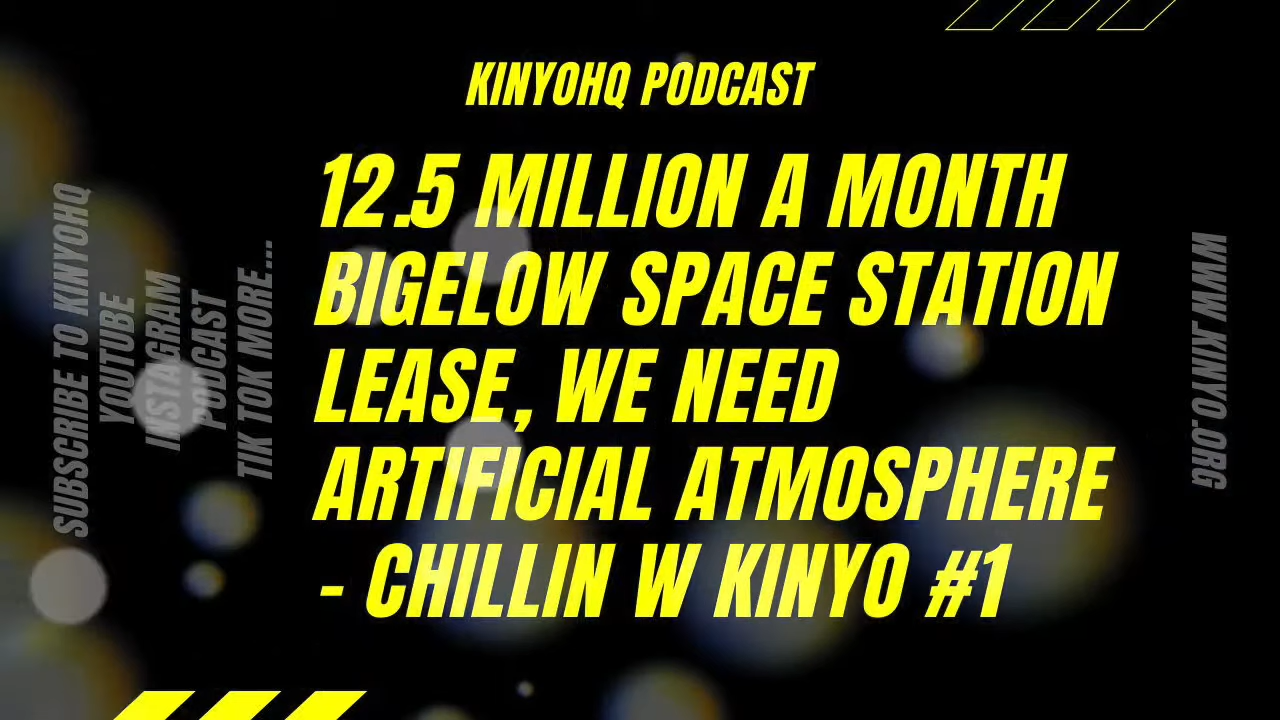 KINYOHQ PODCAST
12.5 MILLION A MONTH
BIGELOW SPACE STATION
LEASE, WE NEED
ARTIFICIAL ATMOSPHERE
- CHILLIN W KINYO #1
SUBSCRIBE TO KINYOHQ
YOUTUBE
INSTAGRAM
PODCAST
TIK TOK MORE...
WWW.KINYO.ORG